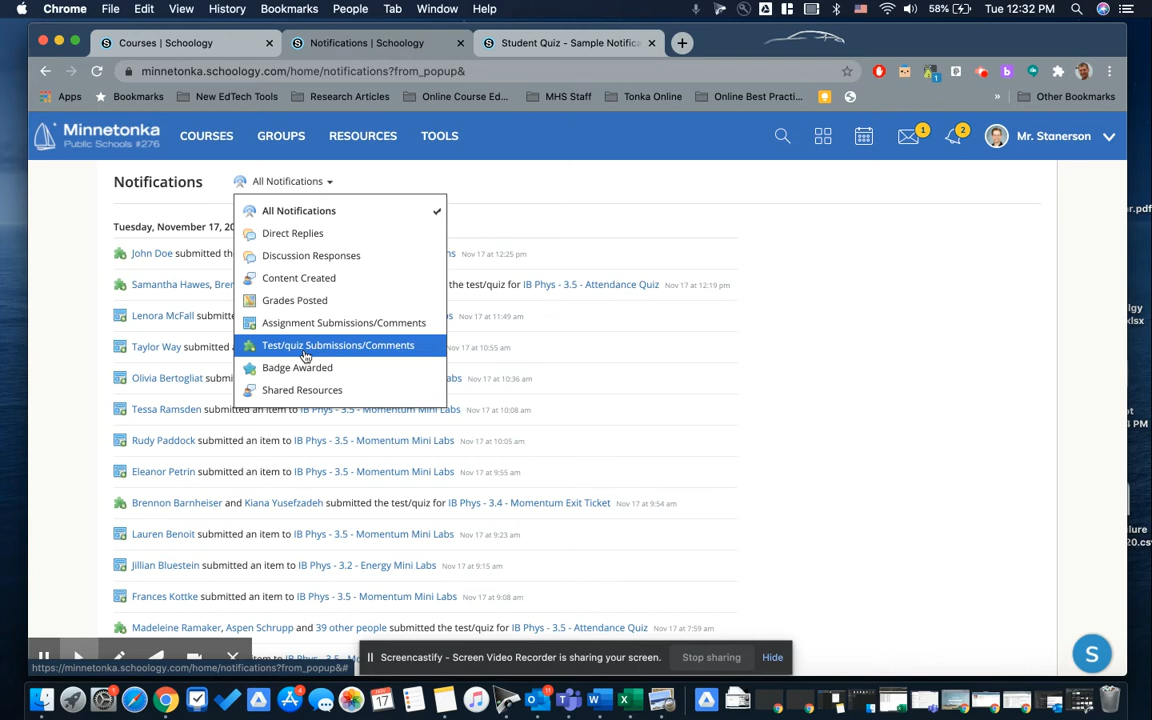 Chrome File Edit View History Bookmarks People Tab Window Help 58% Tue 12:32 PM
Courses | Schoology Notifications | Schoology Student Quiz - Sample Notifica
minnetonka.schoology.com/home/notifications?from_popup&
Apps Bookmarks New EdTech Tools Research Articles Online Course Ed... MHS Staff Tonka Online Online Best Practi... » Other Bookmarks
Minnetonka
Public Schools #276
COURSES GROUPS RESOURCES TOOLS 1 2 Mr. Stanerson
Notifications All Notifications
All Notifications
Direct Replies
Discussion Responses
Content Created
Grades Posted
Assignment Submissions/Comments
Test/quiz Submissions/Comments
Badge Awarded
Shared Resources
Tuesday, November 17, 20
John Doe submitted th ns Nov 17 at 12:25 pm
Samantha Hawes, Bren the test/quiz for IB Phys - 3.5 - Attendance Quiz Nov 17 at 12:19 pm
Lenora McFall submitte s Nov 17 at 11:49 am
Taylor Way submitted Nov 17 at 10:55 am
Olivia Bertogliat submi abs Nov 17 at 10:36 am
Tessa Ramsden submitted an item to IB Phys - 3.5 - Momentum Mini Labs Nov 17 at 10:08 am
Rudy Paddock submitted an item to IB Phys - 3.5 - Momentum Mini Labs Nov 17 at 10:05 am
Eleanor Petrin submitted an item to IB Phys - 3.5 - Momentum Mini Labs Nov 17 at 9:55 am
Brennon Barnheiser and Kiana Yusefzadeh submitted the test/quiz for IB Phys - 3.4 - Momentum Exit Ticket Nov 17 at 9:54 am
Lauren Benoit submitted an item to IB Phys - 3.5 - Momentum Mini Labs Nov 17 at 9:23 am
Jillian Bluestein submitted an item to IB Phys - 3.2 - Energy Mini Labs Nov 17 at 9:15 am
Frances Kottke submitted an item to IB Phys - 3.5 - Momentum Mini Labs Nov 17 at 9:08 am
Madeleine Ramaker, Aspen Schrupp and 39 other people submitted the test/quiz for IB Phys - 3.5 - Attendance Quiz Nov 17 at 7:59 am
Screencastify - Screen Video Recorder is sharing your screen. Stop sharing Hide
S
https://minnetonka.schoology.com/home/notifications?from_popup&#
ar.pdf
lgy
xlsx
ot
4 PM
ilure
20.csv